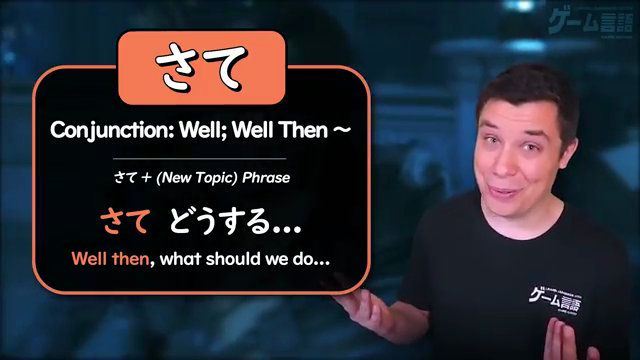 さて
Conjunction: Well; Well Then ～
さて + (New Topic) Phrase
さて どうする...
Well then, what should we do...
ゲーム言語
ゲーム言語